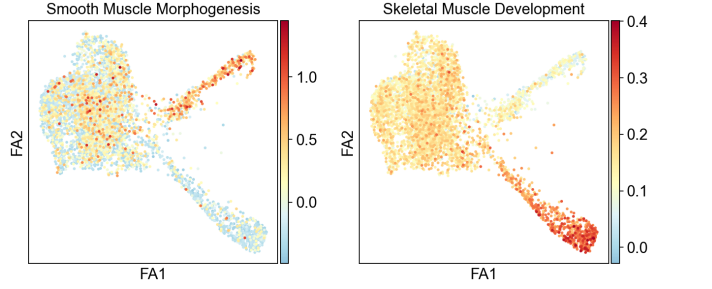 Smooth Muscle Morphogenesis
FA2
FA1
1.0
0.5
0.0
Skeletal Muscle Development
FA2
FA1
0.4
0.3
0.2
0.1
0.0